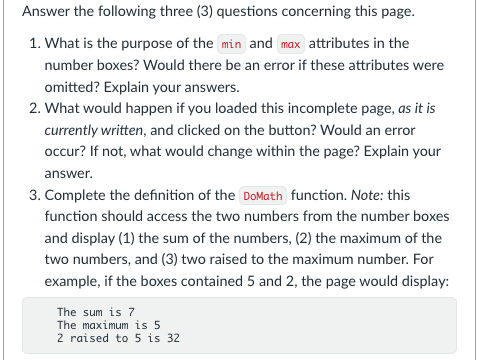 Answer the following three (3) questions concerning this page.
1. What is the purpose of the min and max attributes in the
number boxes? Would there be an error if these attributes were
omitted? Explain your answers.
2. What would happen if you loaded this incomplete page, as it is
currently written, and clicked on the button? Would an error
occur? If not, what would change within the page? Explain your
answer.
3. Complete the definition of the DoMath function. Note: this
function should access the two numbers from the number boxes
and display (1) the sum of the numbers, (2) the maximum of the
two numbers, and (3) two raised to the maximum number. For
example, if the boxes contained 5 and 2, the page would display:
The sum is 7
The maximum is 5
2 raised to 5 is 32